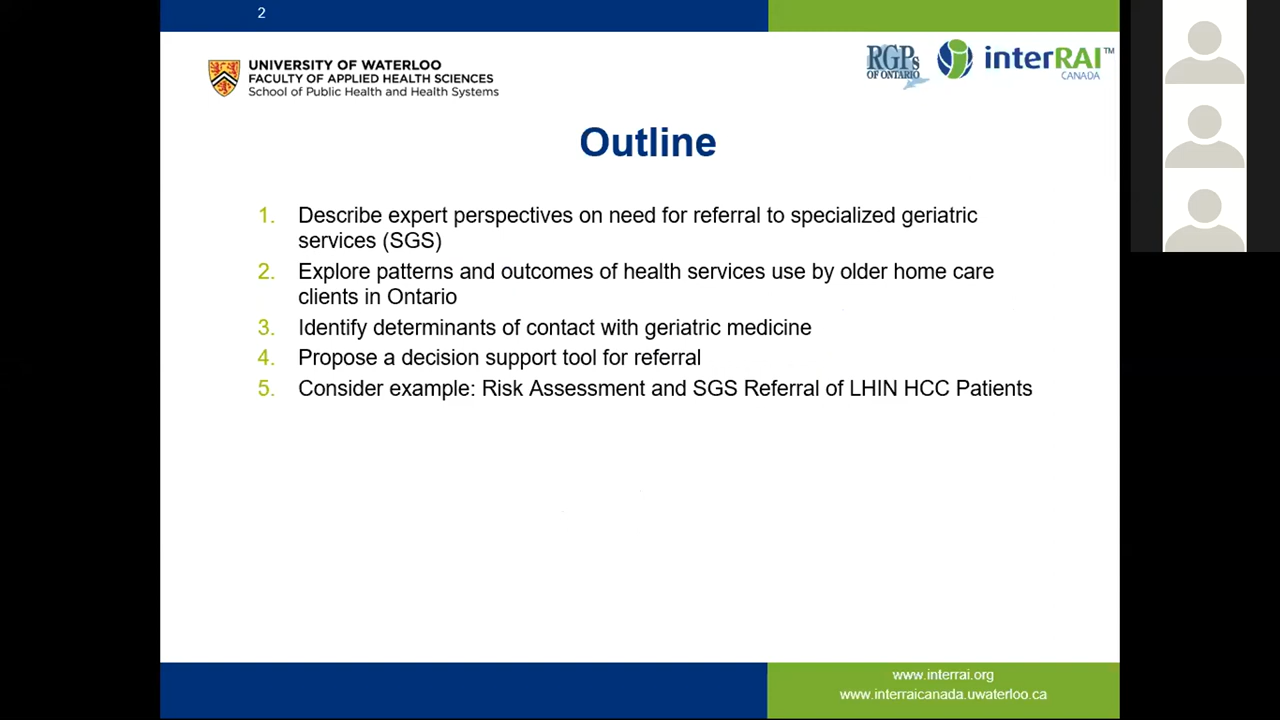 2
UNIVERSITY OF WATERLOO
FACULTY OF APPLIED HEALTH SCIENCES
School of Public Health and Health Systems
RGPs
OF ONTARIO
interRAI™
CANADA
Outline
1. Describe expert perspectives on need for referral to specialized geriatric
services (SGS)
2. Explore patterns and outcomes of health services use by older home care
clients in Ontario
3. Identify determinants of contact with geriatric medicine
4. Propose a decision support tool for referral
5. Consider example: Risk Assessment and SGS Referral of LHIN HCC Patients
www.interrai.org
www.interraicanada.uwaterloo.ca